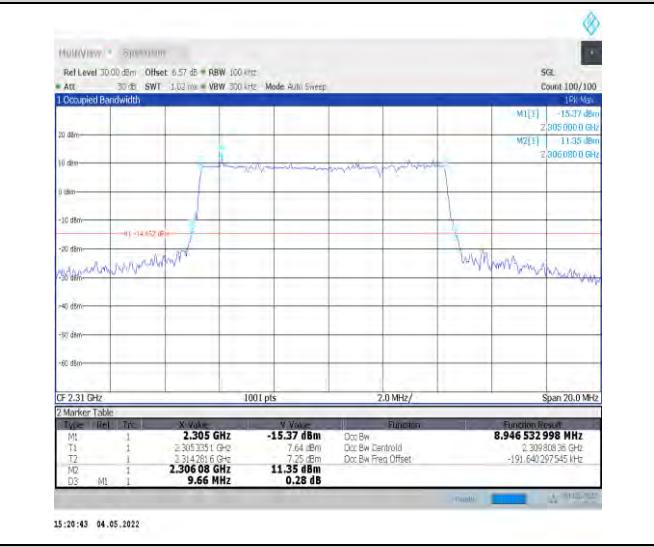 MultiView Spectrum
Ref Level 30.00 dBm Offset 6.57 dB RBW 100 kHz SGL
Att 30 dB SWT 1.02 ms VBW 300 kHz Mode Auto Sweep Count 100/100
1 Occupied Bandwidth 1Pk Max
M1[1] -15.37 dBm
2.305 000 0 GHz
20 dBm
M2[1] 11.35 dBm
2.306 080 0 GHz
10 dBm
0 dBm
-10 dBm
H1 -14.652 dBm
-20 dBm
-30 dBm
-40 dBm
-50 dBm
-60 dBm
CF 2.31 GHz 1001 pts 2.0 MHz/ Span 20.0 MHz
2 Marker Table
Type Ref Trc X-Value Y-Value Function Function Result
M1 1 2.305 GHz -15.37 dBm Occ Bw 8.946 532 998 MHz
T1 1 2.305 335 1 GHz 7.64 dBm Occ Bw Centroid 2.309 808 36 GHz
T2 1 2.314 281 6 GHz 7.25 dBm Occ Bw Freq Offset -191.640 297 545 kHz
M2 1 2.306 08 GHz 11.35 dBm
D3 M1 1 9.66 MHz 0.28 dB
15:20:43 04.05.2022